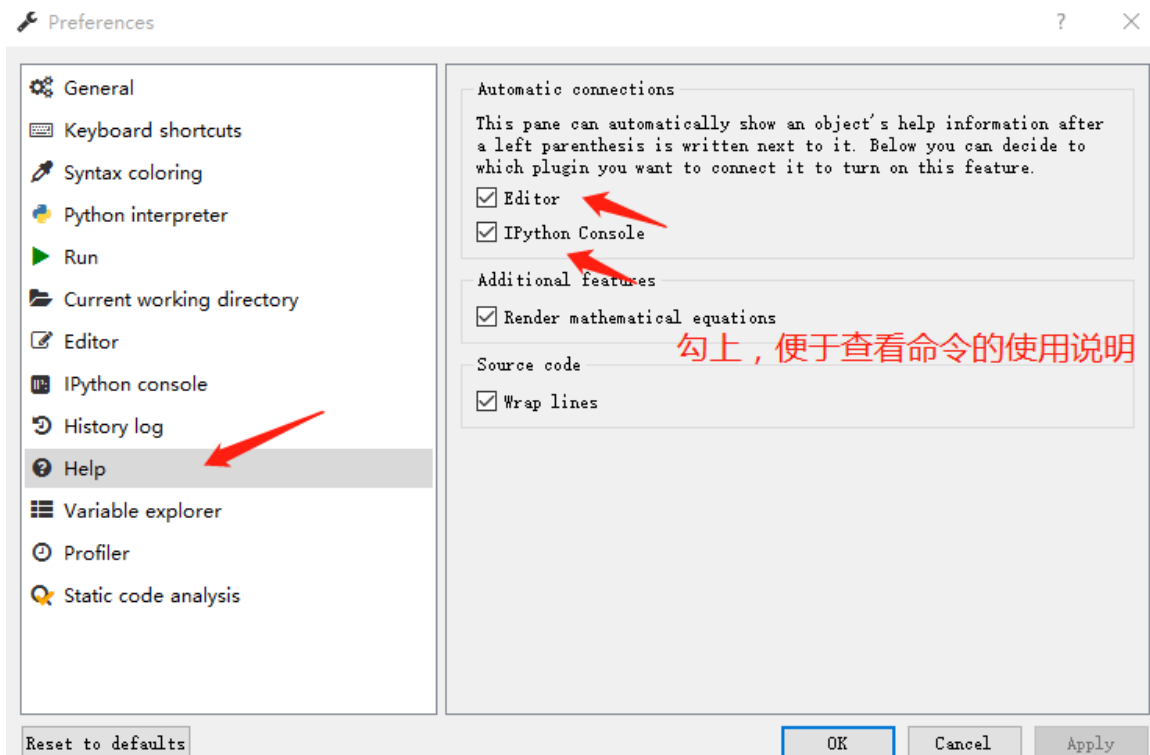 Preferences
?
General
Keyboard shortcuts
Syntax coloring
Python interpreter
Run
Current working directory
Editor
IPython console
History log
Help
Variable explorer
Profiler
Static code analysis
Automatic connections
This pane can automatically show an object's help information after
a left parenthesis is written next to it. Below you can decide to
which plugin you want to connect it to turn on this feature.
Editor
IPython Console
Additional features
Render mathematical equations
勾上，便于查看命令的使用说明
Source code
Wrap lines
Reset to defaults
OK
Cancel
Apply